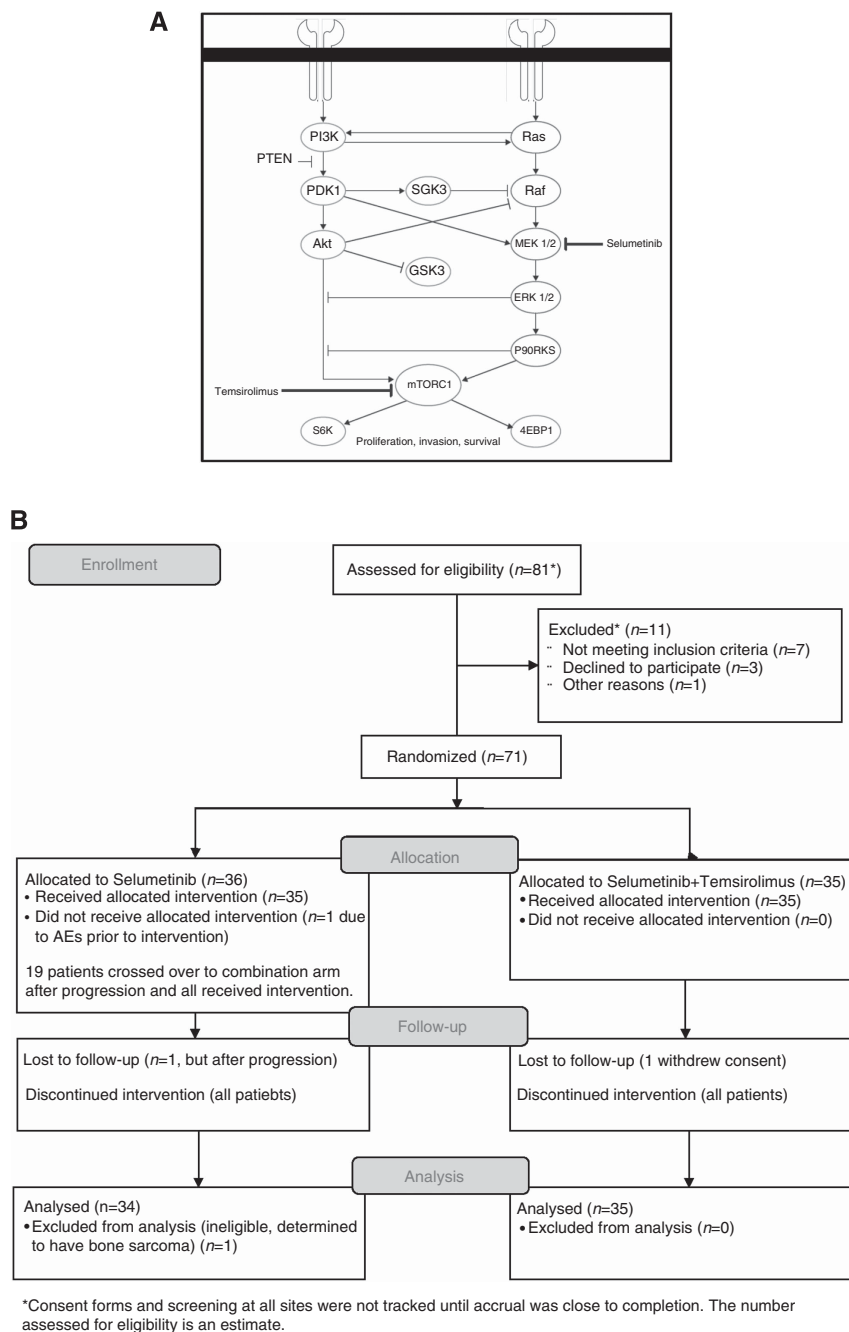 A
PI3K
Ras
PTEN
PDK1
SGK3
Raf
Akt
MEK 1/2
Selumetinib
GSK3
ERK 1/2
P90RKS
Temsirolimus
mTORC1
S6K
4EBP1
Proliferation, invasion, survival
B
Enrollment
Assessed for eligibility (n=81*)
Excluded* (n=11)
·· Not meeting inclusion criteria (n=7)
·· Declined to participate (n=3)
·· Other reasons (n=1)
Randomized (n=71)
Allocation
Allocated to Selumetinib (n=36)
• Received allocated intervention (n=35)
• Did not receive allocated intervention (n=1 due
to AEs prior to intervention)
19 patients crossed over to combination arm
after progression and all received intervention.
Allocated to Selumetinib+Temsirolimus (n=35)
• Received allocated intervention (n=35)
• Did not receive allocated intervention (n=0)
Follow-up
Lost to follow-up (n=1, but after progression)
Discontinued intervention (all patiebts)
Lost to follow-up (1 withdrew consent)
Discontinued intervention (all patients)
Analysis
Analysed (n=34)
• Excluded from analysis (ineligible, determined
to have bone sarcoma) (n=1)
Analysed (n=35)
• Excluded from analysis (n=0)
*Consent forms and screening at all sites were not tracked until accrual was close to completion. The number
assessed for eligibility is an estimate.